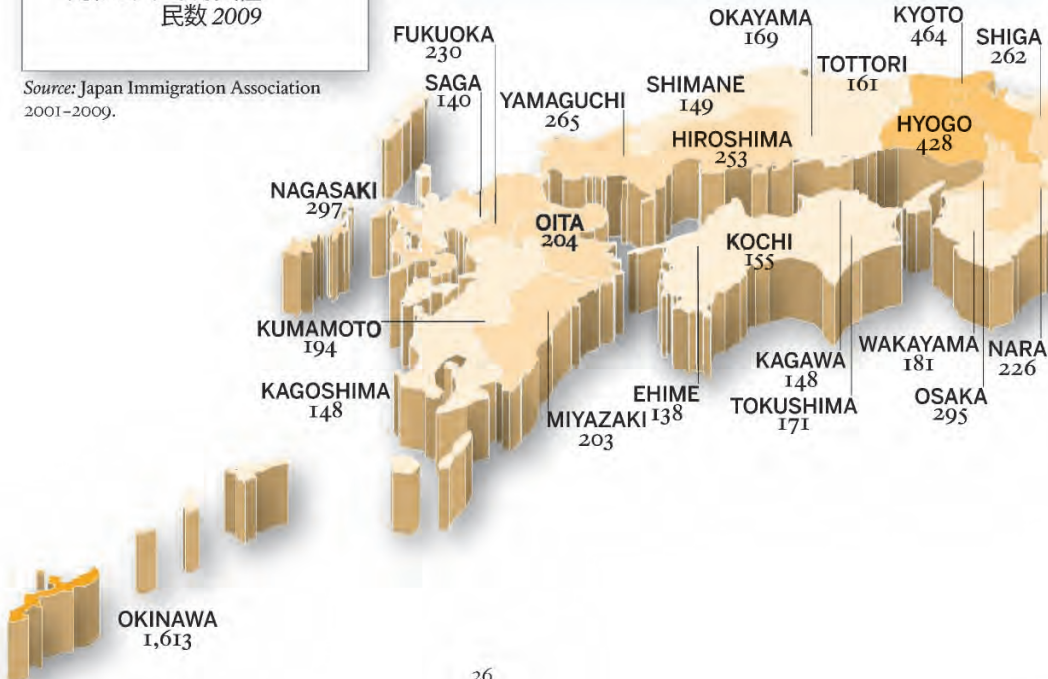 民数 2009
Source: Japan Immigration Association
2001–2009.
FUKUOKA
230
SAGA
140
YAMAGUCHI
265
SHIMANE
149
OKAYAMA
169
TOTTORI
161
KYOTO
464
SHIGA
262
HYOGO
428
HIROSHIMA
253
NAGASAKI
297
OITA
204
KOCHI
155
KUMAMOTO
194
KAGOSHIMA
148
MIYAZAKI
203
EHIME
138
KAGAWA
148
TOKUSHIMA
171
WAKAYAMA
181
OSAKA
295
NARA
226
OKINAWA
1,613
26